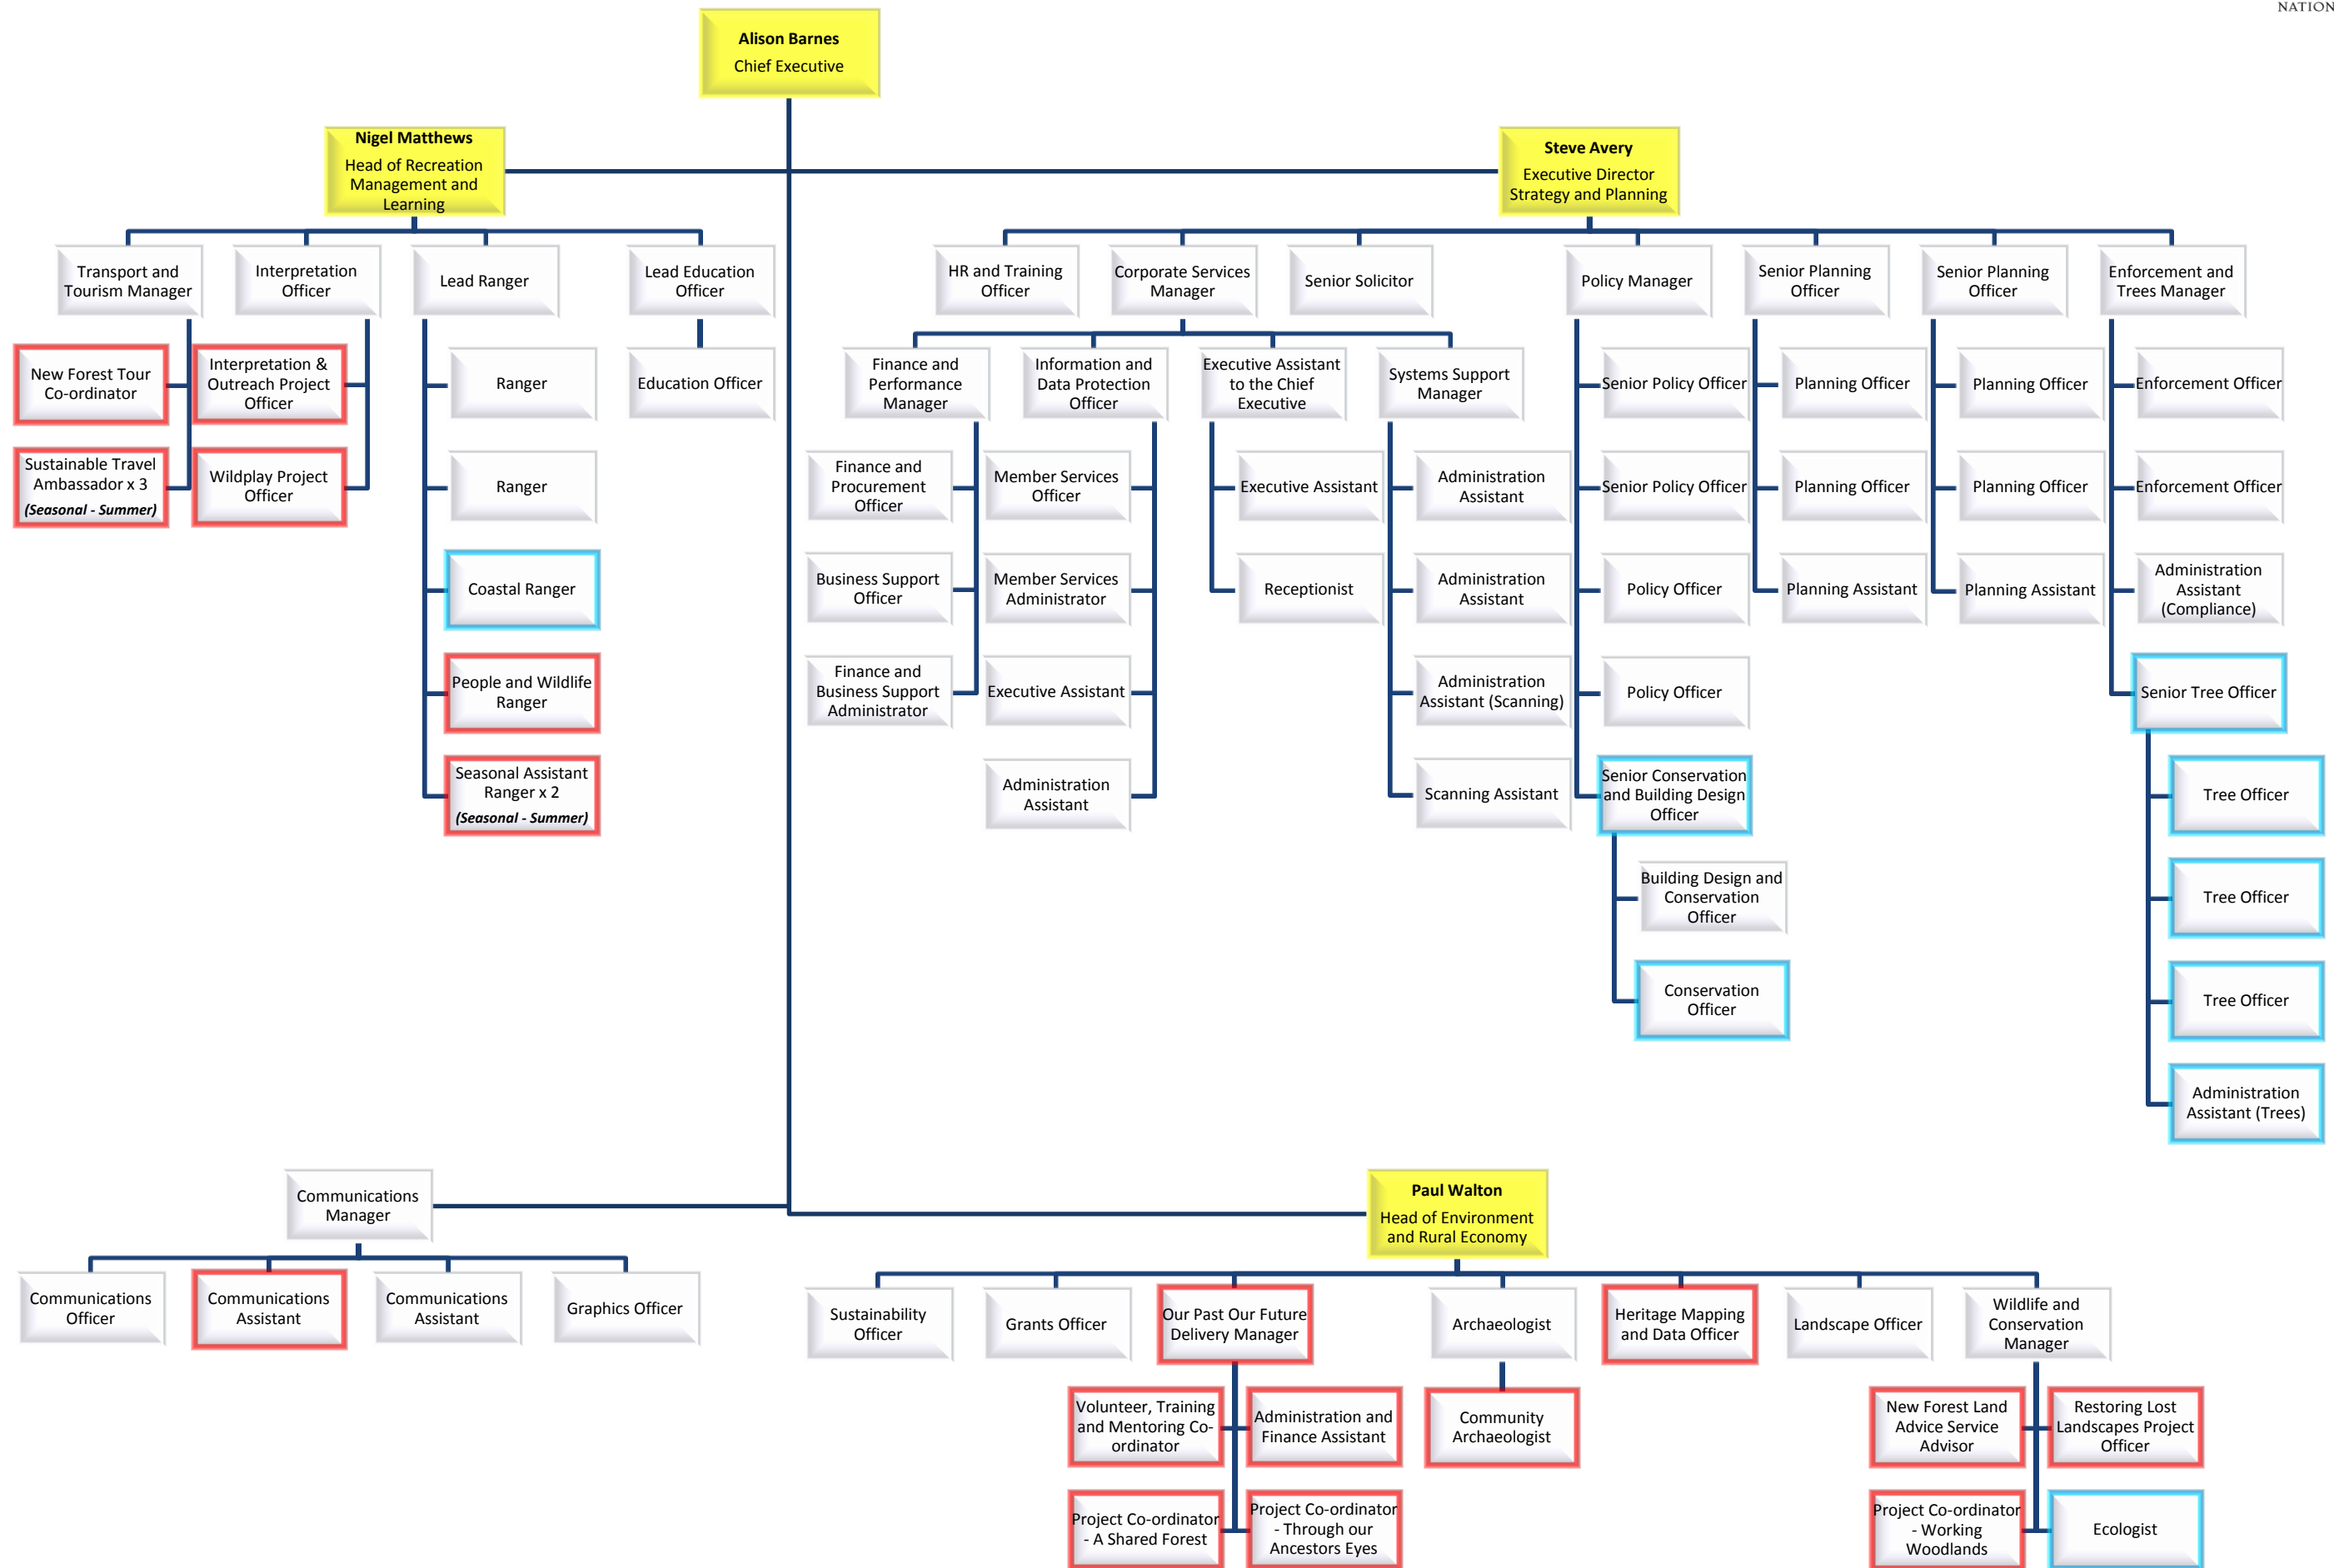 NATION
Alison Barnes
Chief Executive
Nigel Matthews
Head of Recreation
Management and
Learning
Steve Avery
Executive Director
Strategy and Planning
Transport and
Tourism Manager
Interpretation
Officer
Lead Ranger
Lead Education
Officer
HR and Training
Officer
Corporate Services
Manager
Senior Solicitor
Policy Manager
Senior Planning
Officer
Senior Planning
Officer
Enforcement and
Trees Manager
New Forest Tour
Co-ordinator
Interpretation &
Outreach Project
Officer
Ranger
Education Officer
Finance and
Performance
Manager
Information and
Data Protection
Officer
Executive Assistant
to the Chief
Executive
Systems Support
Manager
Senior Policy Officer
Planning Officer
Planning Officer
Enforcement Officer
Sustainable Travel
Ambassador x 3
(Seasonal - Summer)
Wildplay Project
Officer
Ranger
Finance and
Procurement
Officer
Member Services
Officer
Executive Assistant
Administration
Assistant
Senior Policy Officer
Planning Officer
Planning Officer
Enforcement Officer
Coastal Ranger
Business Support
Officer
Member Services
Administrator
Receptionist
Administration
Assistant
Policy Officer
Planning Assistant
Planning Assistant
Administration
Assistant
(Compliance)
People and Wildlife
Ranger
Finance and
Business Support
Administrator
Executive Assistant
Administration
Assistant (Scanning)
Policy Officer
Senior Tree Officer
Seasonal Assistant
Ranger x 2
(Seasonal - Summer)
Administration
Assistant
Scanning Assistant
Senior Conservation
and Building Design
Officer
Tree Officer
Building Design and
Conservation
Officer
Tree Officer
Conservation
Officer
Tree Officer
Administration
Assistant (Trees)
Communications
Manager
Paul Walton
Head of Environment
and Rural Economy
Communications
Officer
Communications
Assistant
Communications
Assistant
Graphics Officer
Sustainability
Officer
Grants Officer
Our Past Our Future
Delivery Manager
Archaeologist
Heritage Mapping
and Data Officer
Landscape Officer
Wildlife and
Conservation
Manager
Volunteer, Training
and Mentoring Co-
ordinator
Administration and
Finance Assistant
Community
Archaeologist
New Forest Land
Advice Service
Advisor
Restoring Lost
Landscapes Project
Officer
Project Co-ordinator
- A Shared Forest
Project Co-ordinator
- Through our
Ancestors Eyes
Project Co-ordinator
- Working
Woodlands
Ecologist